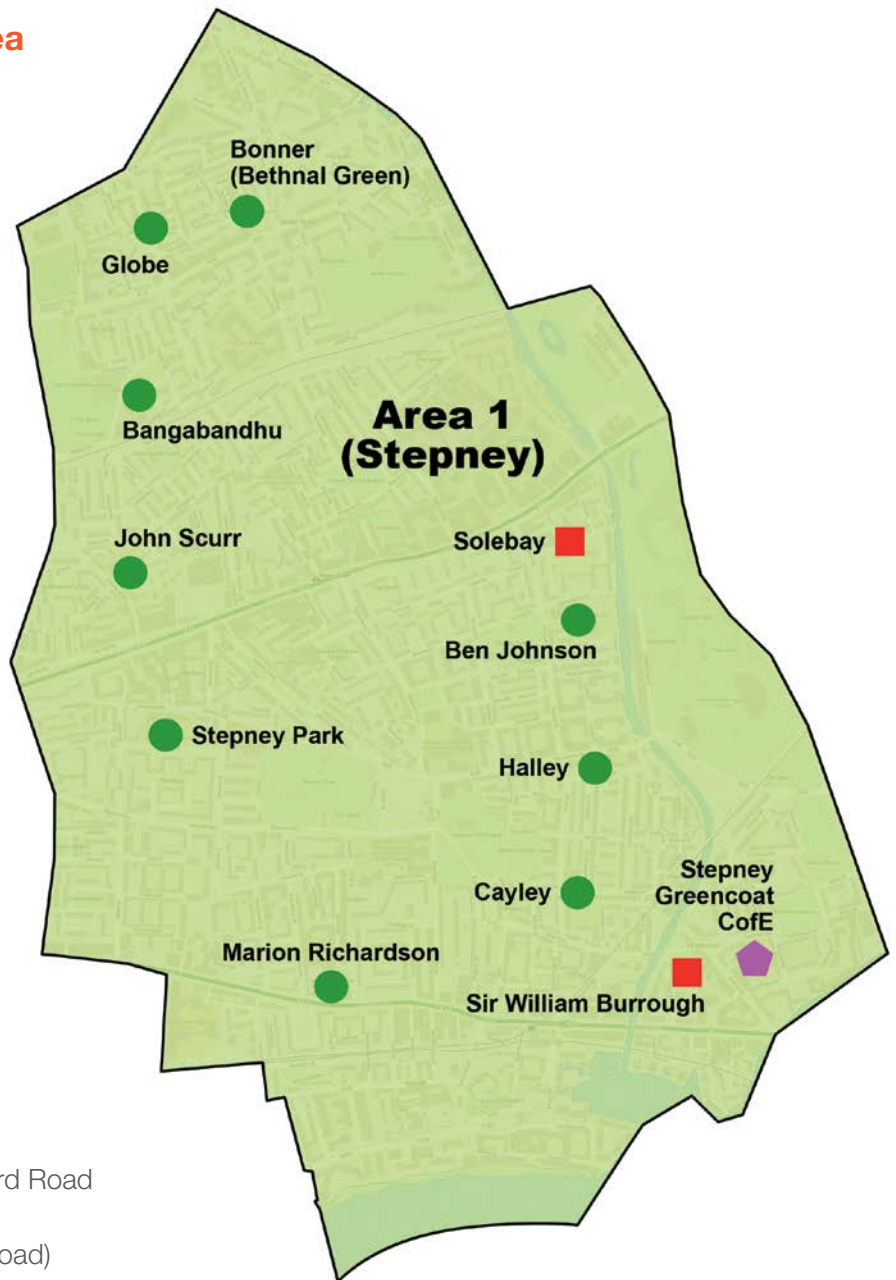 ea
Bonner
(Bethnal Green)
Globe
Bangabandhu
Area 1
(Stepney)
John Scurr
Solebay
Ben Johnson
Stepney Park
Halley
Cayley
Stepney
Greencoat
CofE
Marion Richardson
Sir William Burrough
rd Road
oad)